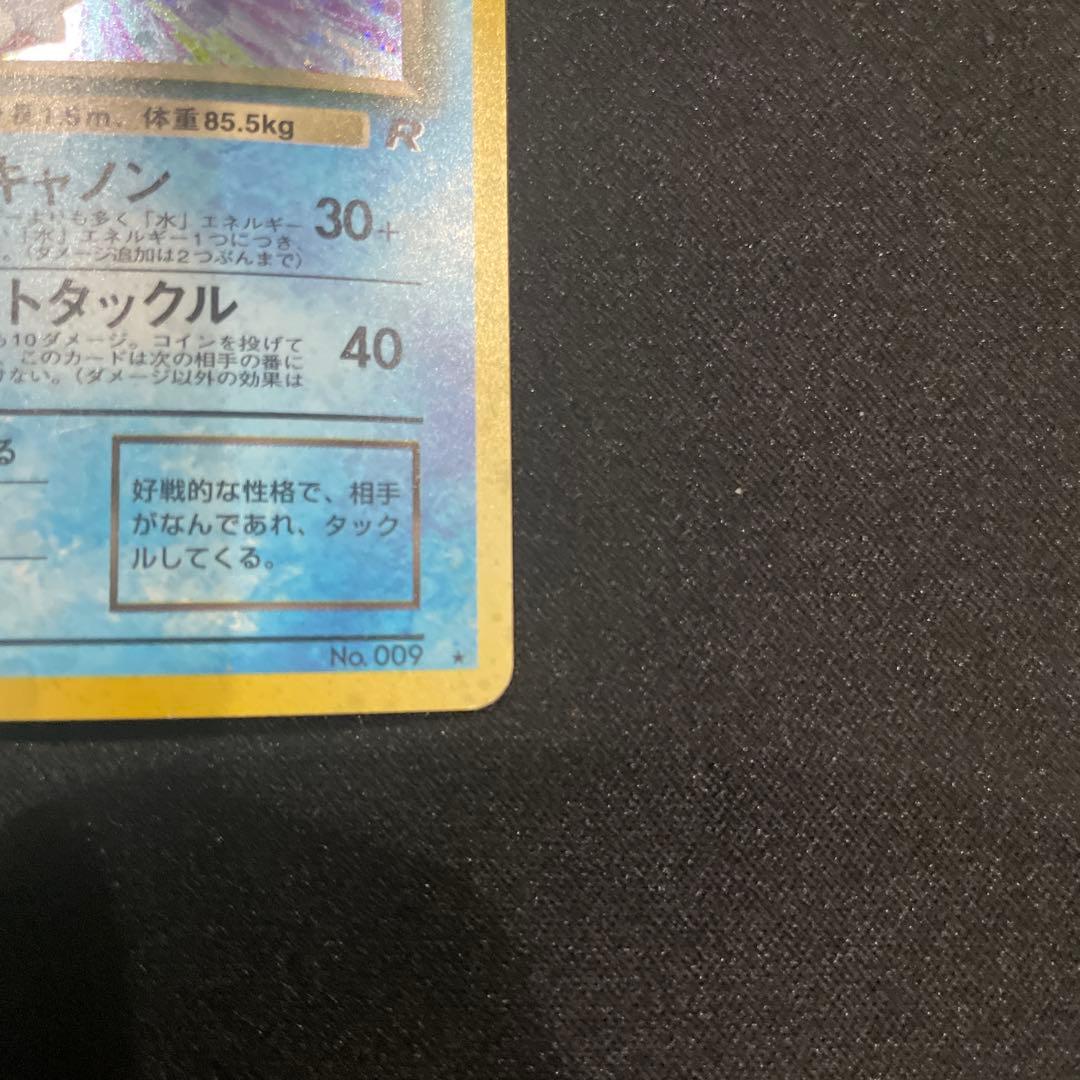 長1.5m、体重85.5kg
R
キャノン
ーよりも多く「水」エネルギー
、「水」エネルギー1つにつき、
。(ダメージ追加は2つぶんまで)
30+
トタックル
も10ダメージ。コインを投げて
、このカードは次の相手の番に
けない。(ダメージ以外の効果は
40
る
好戦的な性格で、相手
がなんであれ、タック
ルしてくる。
No. 009 ★